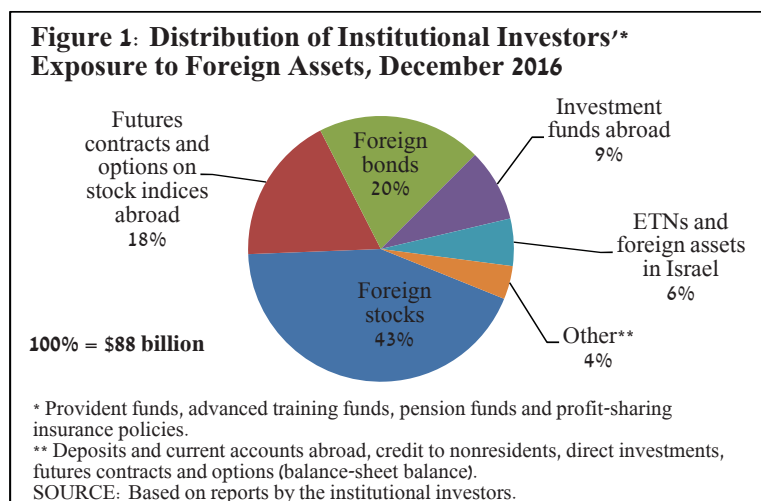 Figure 1: Distribution of Institutional Investors'*
Exposure to Foreign Assets, December 2016
Futures
contracts and
options on
stock indices
abroad
18%
Foreign
bonds
20%
Investment
funds abroad
9%
ETNs and
foreign assets
in Israel
6%
Other**
4%
Foreign
stocks
43%
100% = $88 billion
* Provident funds, advanced training funds, pension funds and profit-sharing
insurance policies.
** Deposits and current accounts abroad, credit to nonresidents, direct investments,
futures contracts and options (balance-sheet balance).
SOURCE: Based on reports by the institutional investors.